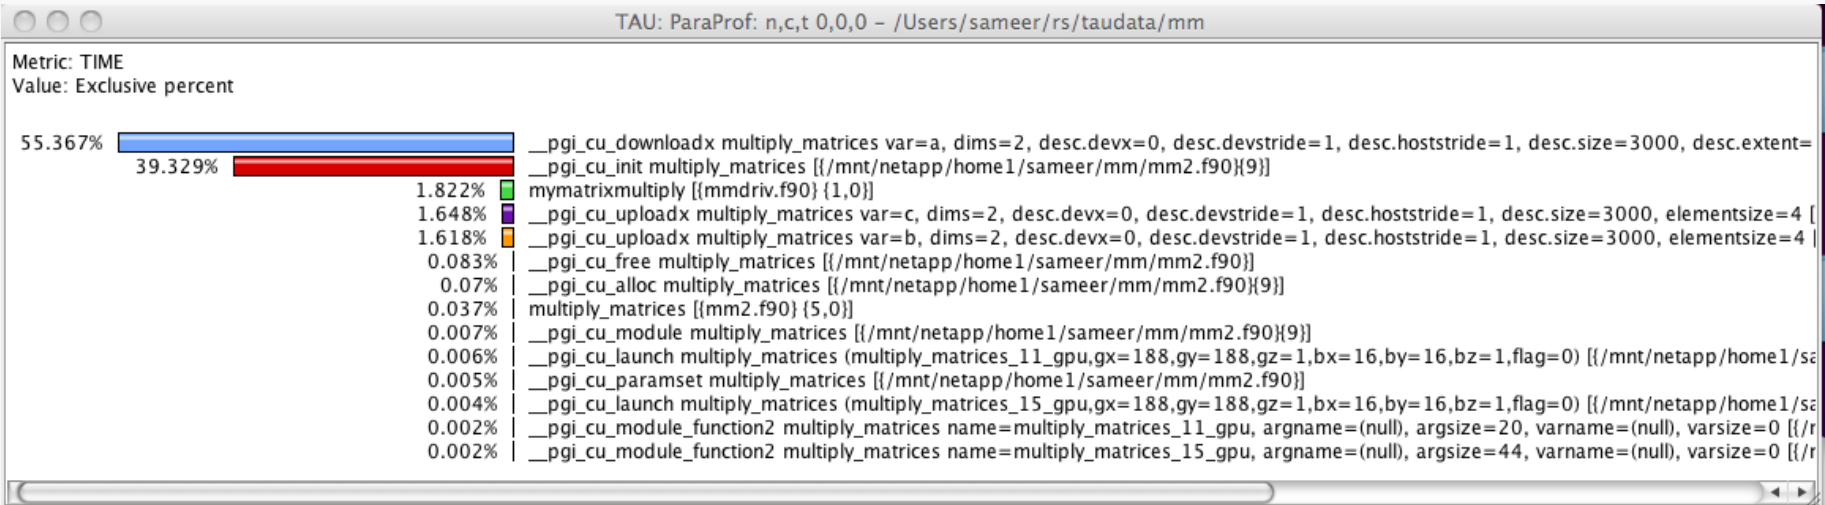 TAU: ParaProf: n,c,t 0,0,0 – /Users/sameer/rs/taudata/mm
Metric: TIME
Value: Exclusive percent
55.367% __pgi_cu_downloadx multiply_matrices var=a, dims=2, desc.devx=0, desc.devstride=1, desc.hoststride=1, desc.size=3000, desc.extent=
39.329% __pgi_cu_init multiply_matrices [{/mnt/netapp/home1/sameer/mm/mm2.f90}{9}]
1.822% mymatrixmultiply [{mmdriv.f90} {1,0}]
1.648% __pgi_cu_uploadx multiply_matrices var=c, dims=2, desc.devx=0, desc.devstride=1, desc.hoststride=1, desc.size=3000, elementsize=4 [
1.618% __pgi_cu_uploadx multiply_matrices var=b, dims=2, desc.devx=0, desc.devstride=1, desc.hoststride=1, desc.size=3000, elementsize=4 [
0.083% __pgi_cu_free multiply_matrices [{/mnt/netapp/home1/sameer/mm/mm2.f90}]
0.07% __pgi_cu_alloc multiply_matrices [{/mnt/netapp/home1/sameer/mm/mm2.f90}{9}]
0.037% multiply_matrices [{mm2.f90} {5,0}]
0.007% __pgi_cu_module multiply_matrices [{/mnt/netapp/home1/sameer/mm/mm2.f90}{9}]
0.006% __pgi_cu_launch multiply_matrices (multiply_matrices_11_gpu,gx=188,gy=188,gz=1,bx=16,by=16,bz=1,flag=0) [{/mnt/netapp/home1/sa
0.005% __pgi_cu_paramset multiply_matrices [{/mnt/netapp/home1/sameer/mm/mm2.f90}]
0.004% __pgi_cu_launch multiply_matrices (multiply_matrices_15_gpu,gx=188,gy=188,gz=1,bx=16,by=16,bz=1,flag=0) [{/mnt/netapp/home1/sa
0.002% __pgi_cu_module_function2 multiply_matrices name=multiply_matrices_11_gpu, argname=(null), argsize=20, varname=(null), varsize=0 [{/r
0.002% __pgi_cu_module_function2 multiply_matrices name=multiply_matrices_15_gpu, argname=(null), argsize=44, varname=(null), varsize=0 [{/r